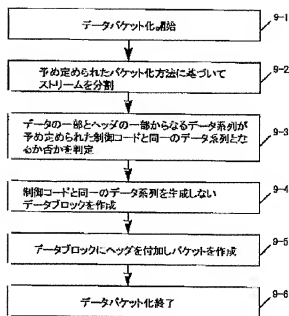 データパケット化開始
9-1
予め定められたパケット化方法に基づいて
ストリームを分割
9-2
データの一部とヘッダの一部からなるデータ系列が
予め定められた制御コードと同一のデータ系列とな
るか否かを判定
9-3
制御コードと同一のデータ系列を生成しない
データブロックを作成
9-4
データブロックにヘッダを付加しパケットを作成
9-5
データパケット化終了
9-6